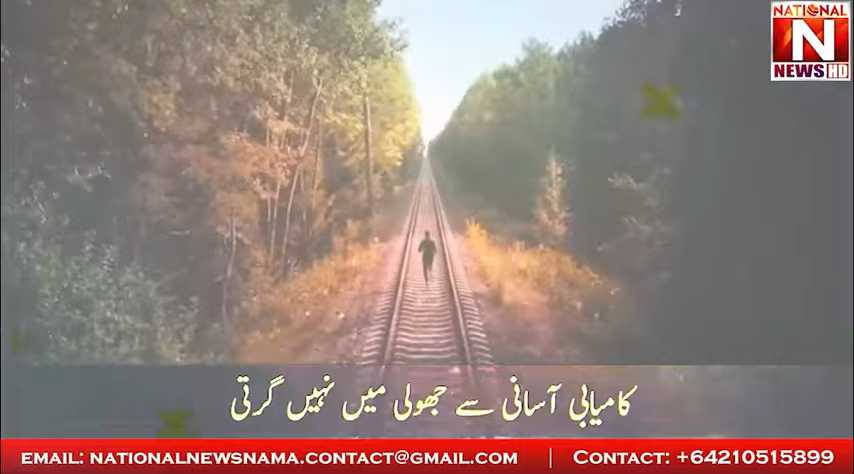 NATIONAL
N
NEWS HD
کامیابی آسانی سے جھولی میں نہیں گرتی
EMAIL: NATIONALNEWSNAMA.CONTACT@GMAIL.COM | CONTACT: +64210515899